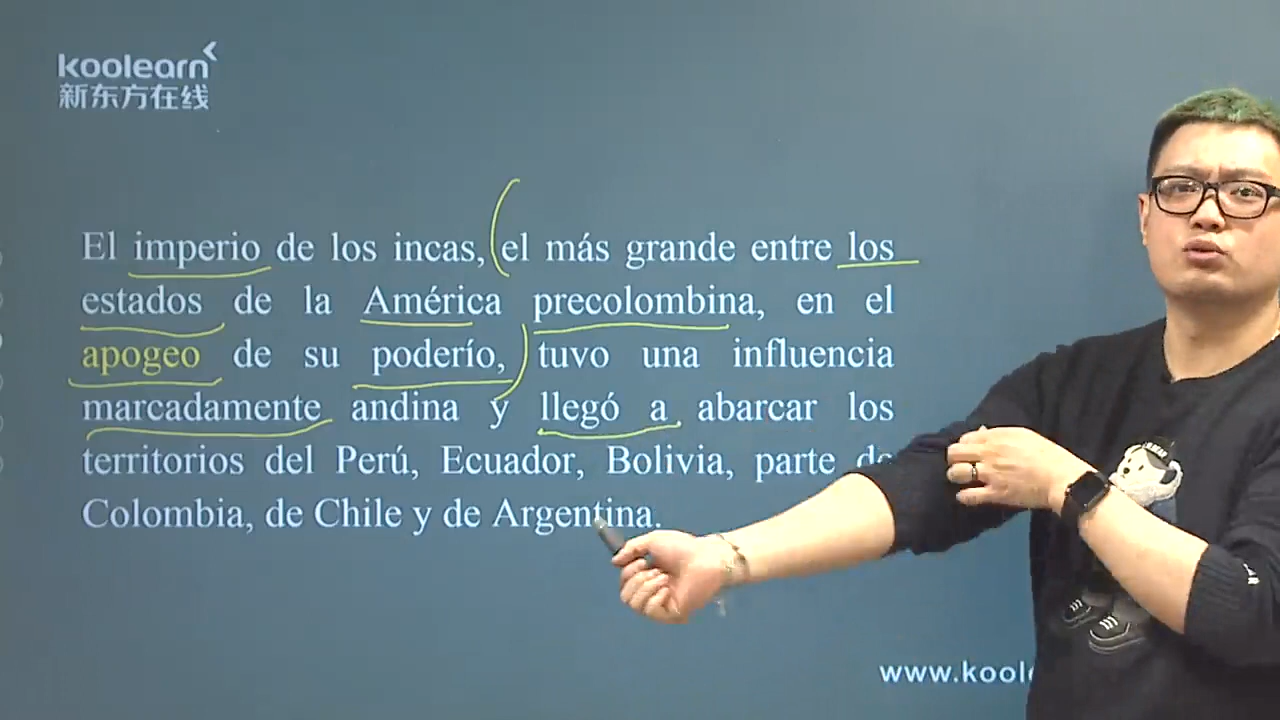 koolearn
新东方在线
El imperio de los incas, el más grande entre los
estados de la América precolombina, en el
apogeo de su poderío, tuvo una influencia
marcadamente andina y llegó a abarcar los
territorios del Perú, Ecuador, Bolivia, parte de
Colombia, de Chile y de Argentina.
www.koole